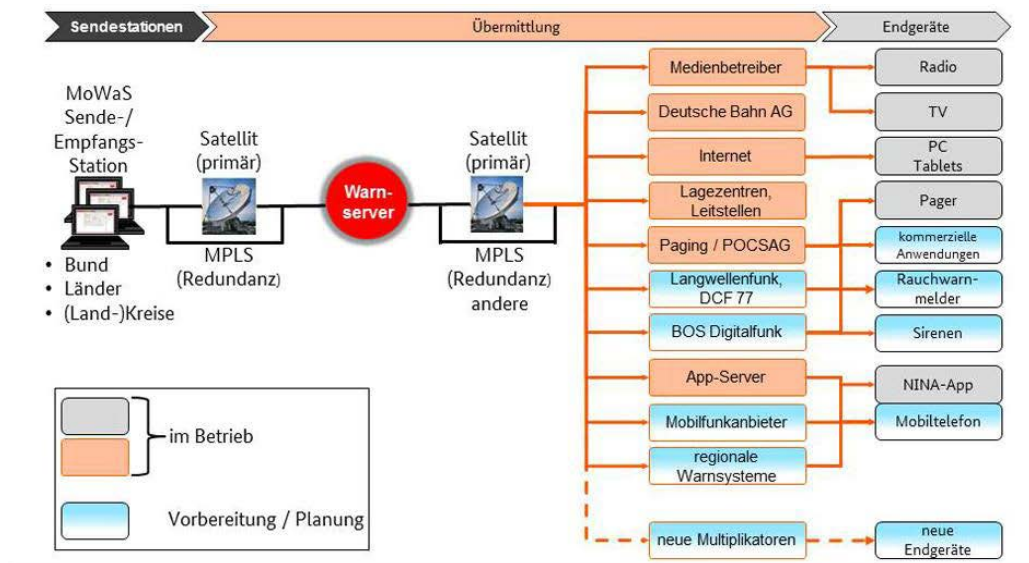 Sendestationen
Übermittlung
Endgeräte
MoWaS
Sende-/
Empfangs-
Station
• Bund
• Länder
• (Land-)Kreise
Satellit
(primär)
MPLS
(Redundanz)
Warn-
server
Satellit
(primär)
MPLS
(Redundanz)
andere
Medienbetreiber
Deutsche Bahn AG
Internet
Lagezentren,
Leitstellen
Paging / POCSAG
Langwellenfunk,
DCF 77
BOS Digitalfunk
App-Server
Mobilfunkanbieter
regionale
Warnsysteme
neue Multiplikatoren
Radio
TV
PC
Tablets
Pager
kommerzielle
Anwendungen
Rauchwarn-
melder
Sirenen
NINA-App
Mobiltelefon
neue
Endgeräte
im Betrieb
Vorbereitung / Planung